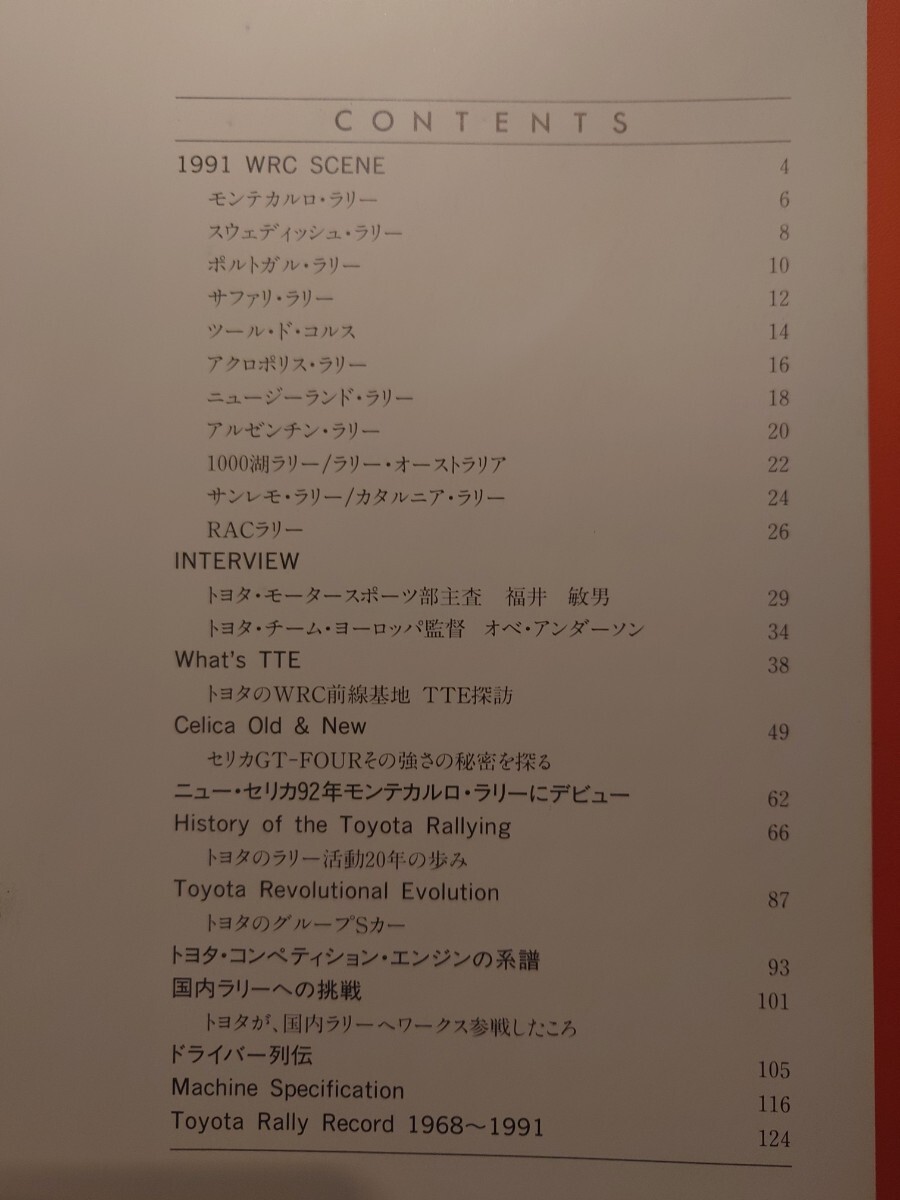 CONTENTS
1991 WRC SCENE 4
モンテカルロ・ラリー 6
スウェディッシュ・ラリー 8
ポルトガル・ラリー 10
サファリ・ラリー 12
ツール・ド・コルス 14
アクロポリス・ラリー 16
ニュージーランド・ラリー 18
アルゼンチン・ラリー 20
1000湖ラリー/ラリー・オーストラリア 22
サンレモ・ラリー/カタルニア・ラリー 24
RACラリー 26
INTERVIEW
トヨタ・モータースポーツ部主査 福井 敏男 29
トヨタ・チーム・ヨーロッパ監督 オベ・アンダーソン 34
What's TTE 38
トヨタのWRC前線基地 TTE探訪
Celica Old & New 49
セリカGT-FOURその強さの秘密を探る
ニュー・セリカ92年モンテカルロ・ラリーにデビュー 62
History of the Toyota Rallying 66
トヨタのラリー活動20年の歩み
Toyota Revolutional Evolution 87
トヨタのグループSカー
トヨタ・コンペティション・エンジンの系譜 93
国内ラリーへの挑戦 101
トヨタが、国内ラリーへワークス参戦したころ
ドライバー列伝 105
Machine Specification 116
Toyota Rally Record 1968〜1991 124